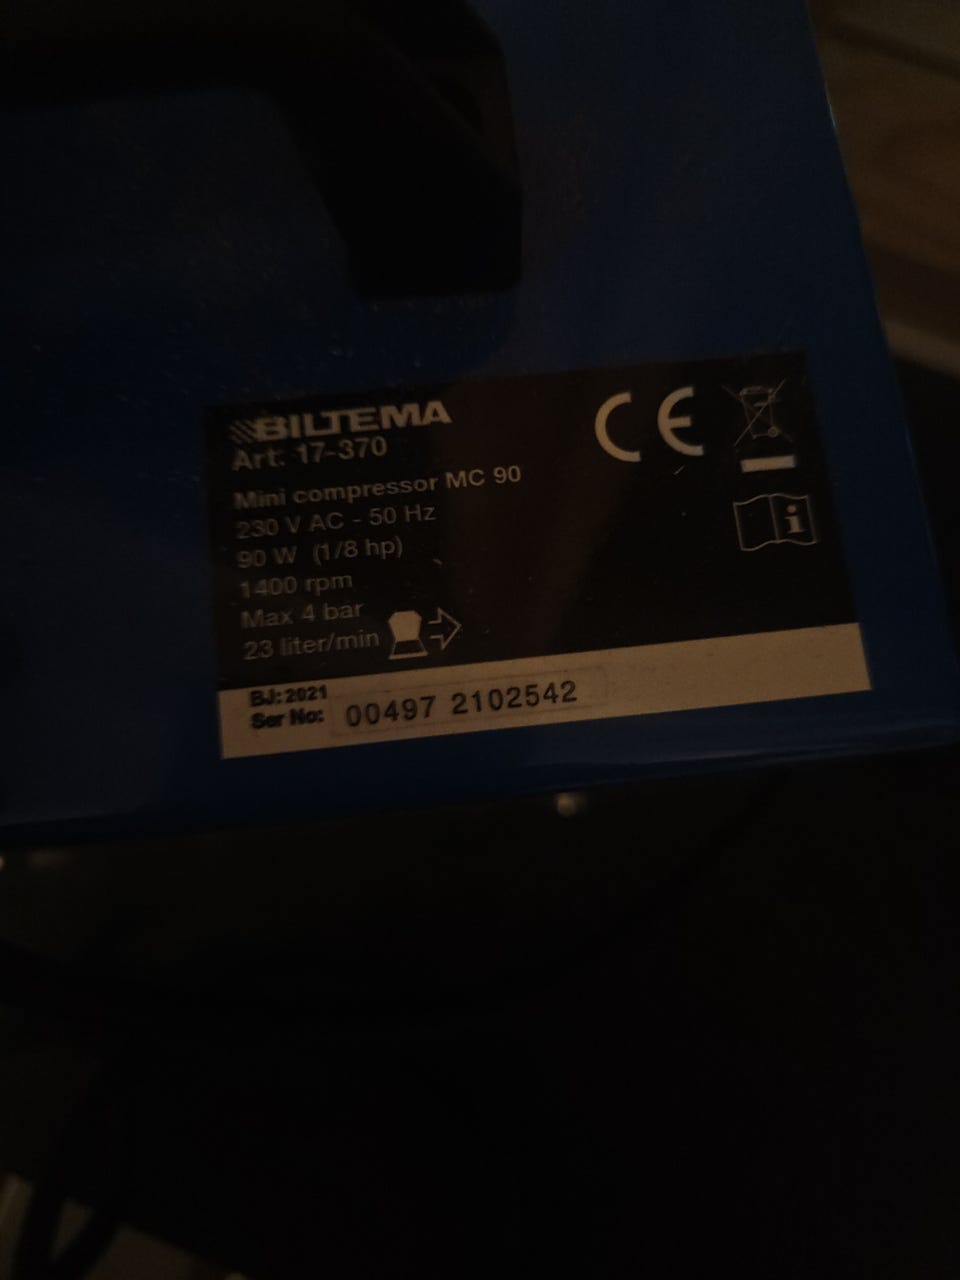 BILTEMA
Art. 17-370
Mini compressor MC 90
230 V AC - 50 Hz
90 W (1/8 hp)
1400 rpm
Max 4 bar
23 liter/min
CE
i
BJ: 2021
Ser No: 00497 2102542